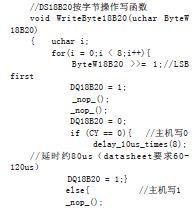 //DS18B20按字节操作写函数
void WriteByte18B20(uchar ByteW
18B20)
{ uchar i;
for(i = 0;i < 8;i++){
ByteW18B20 >>= 1;//LSB
first
DQ18B20 = 1;
_nop_();
_nop_();
DQ18B20 = 0;
if (CY == 0){ //主机写0
delay_10us_times(8);
//延时约80us（datasheet要求60-
120us)
DQ18B20 = 1;}
else{ //主机写1
_nop_();